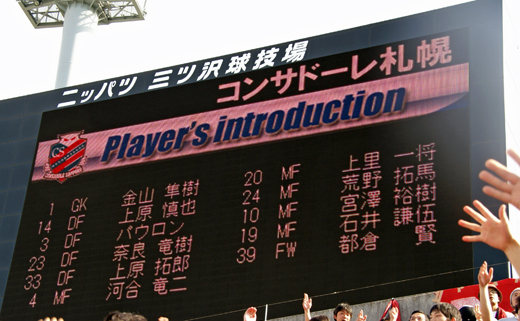 ニッパツ 三ツ沢球技場
コンサドーレ札幌
Player's introduction
1 GK 金山 隼樹
14 DF 上原 慎也
3 DF パウロン
23 DF 奈良 竜樹
33 DF 上原 拓郎
4 MF 河合 竜二
20 MF 上里 一将
24 MF 荒野 拓馬
10 MF 宮澤 裕樹
19 MF 石井 謙伍
39 FW 都倉 賢